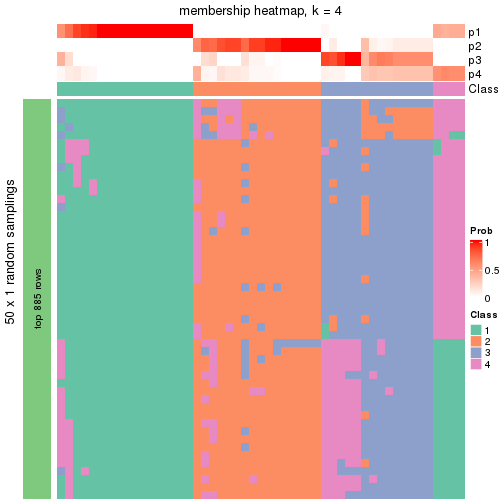 membership heatmap, k = 4
p1
p2
p3
p4
Class
50 x 1 random samplings
top 885 rows
Prob
1
0.5
0
Class
1
2
3
4